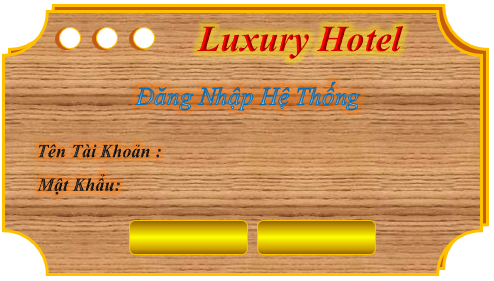 Luxury Hotel
Đăng Nhập Hệ Thống
Tên Tài Khoản :
Mật Khẩu: